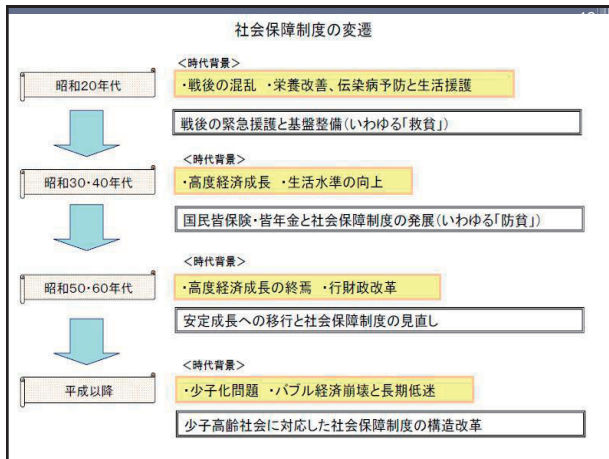 社会保障制度の変遷
＜時代背景＞
昭和20年代
・戦後の混乱 ・栄養改善、伝染病予防と生活援護
戦後の緊急援護と基盤整備(いわゆる「救貧」)
＜時代背景＞
昭和30・40年代
・高度経済成長 ・生活水準の向上
国民皆保険・皆年金と社会保障制度の発展(いわゆる「防貧」)
＜時代背景＞
昭和50・60年代
・高度経済成長の終焉 ・行財政改革
安定成長への移行と社会保障制度の見直し
＜時代背景＞
平成以降
・少子化問題 ・バブル経済崩壊と長期低迷
少子高齢社会に対応した社会保障制度の構造改革